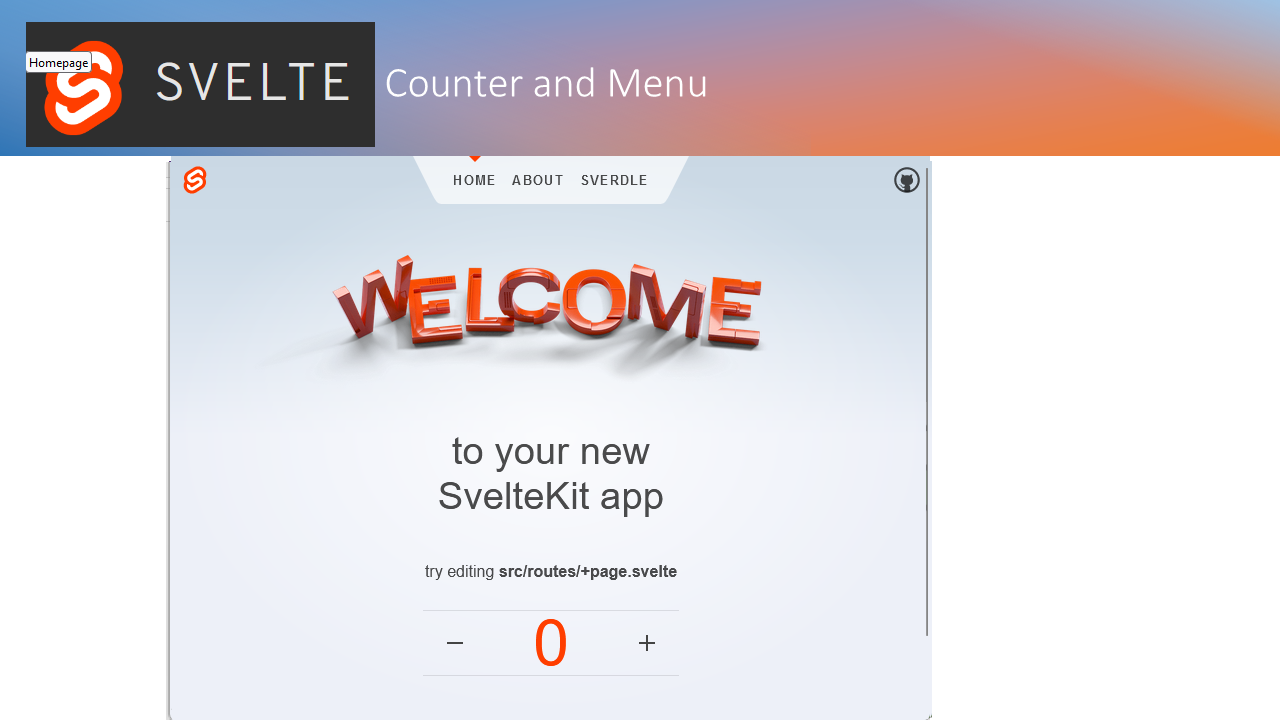 Homepage
SVELTE
Counter and Menu
HOME ABOUT SVERDLE
WELCOME
to your new
SvelteKit app
try editing src/routes/+page.svelte
− 0 +